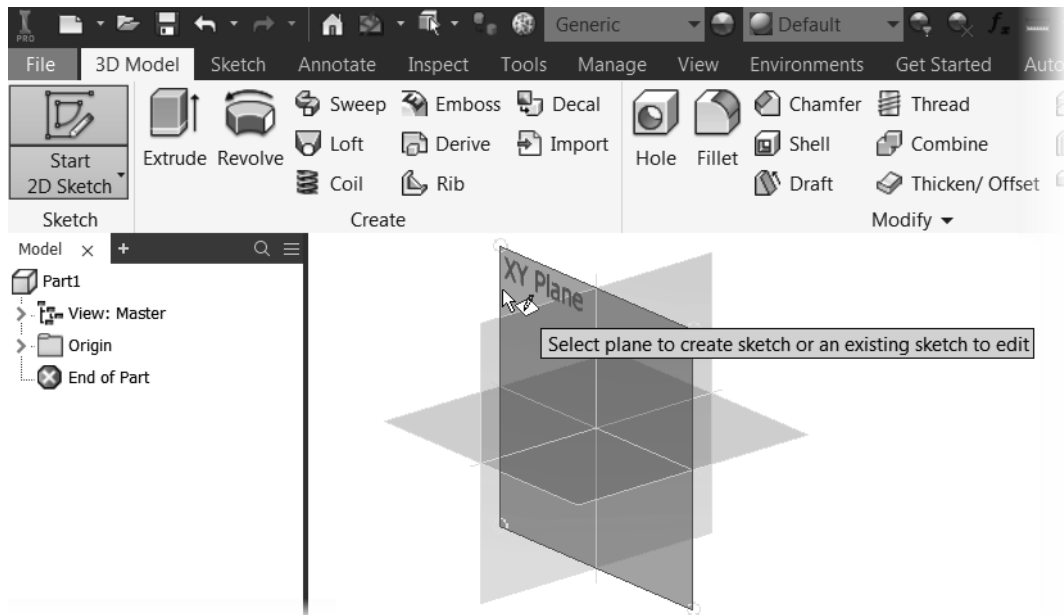 PRO
Generic
Default
fx
File 3D Model Sketch Annotate Inspect Tools Manage View Environments Get Started Auto
Start
2D Sketch
Extrude
Revolve
Sweep
Loft
Coil
Emboss
Derive
Rib
Decal
Import
Hole
Fillet
Chamfer
Shell
Draft
Thread
Combine
Thicken/ Offset
Sketch
Create
Modify
Model
Part1
View: Master
Origin
End of Part
XY Plane
Select plane to create sketch or an existing sketch to edit